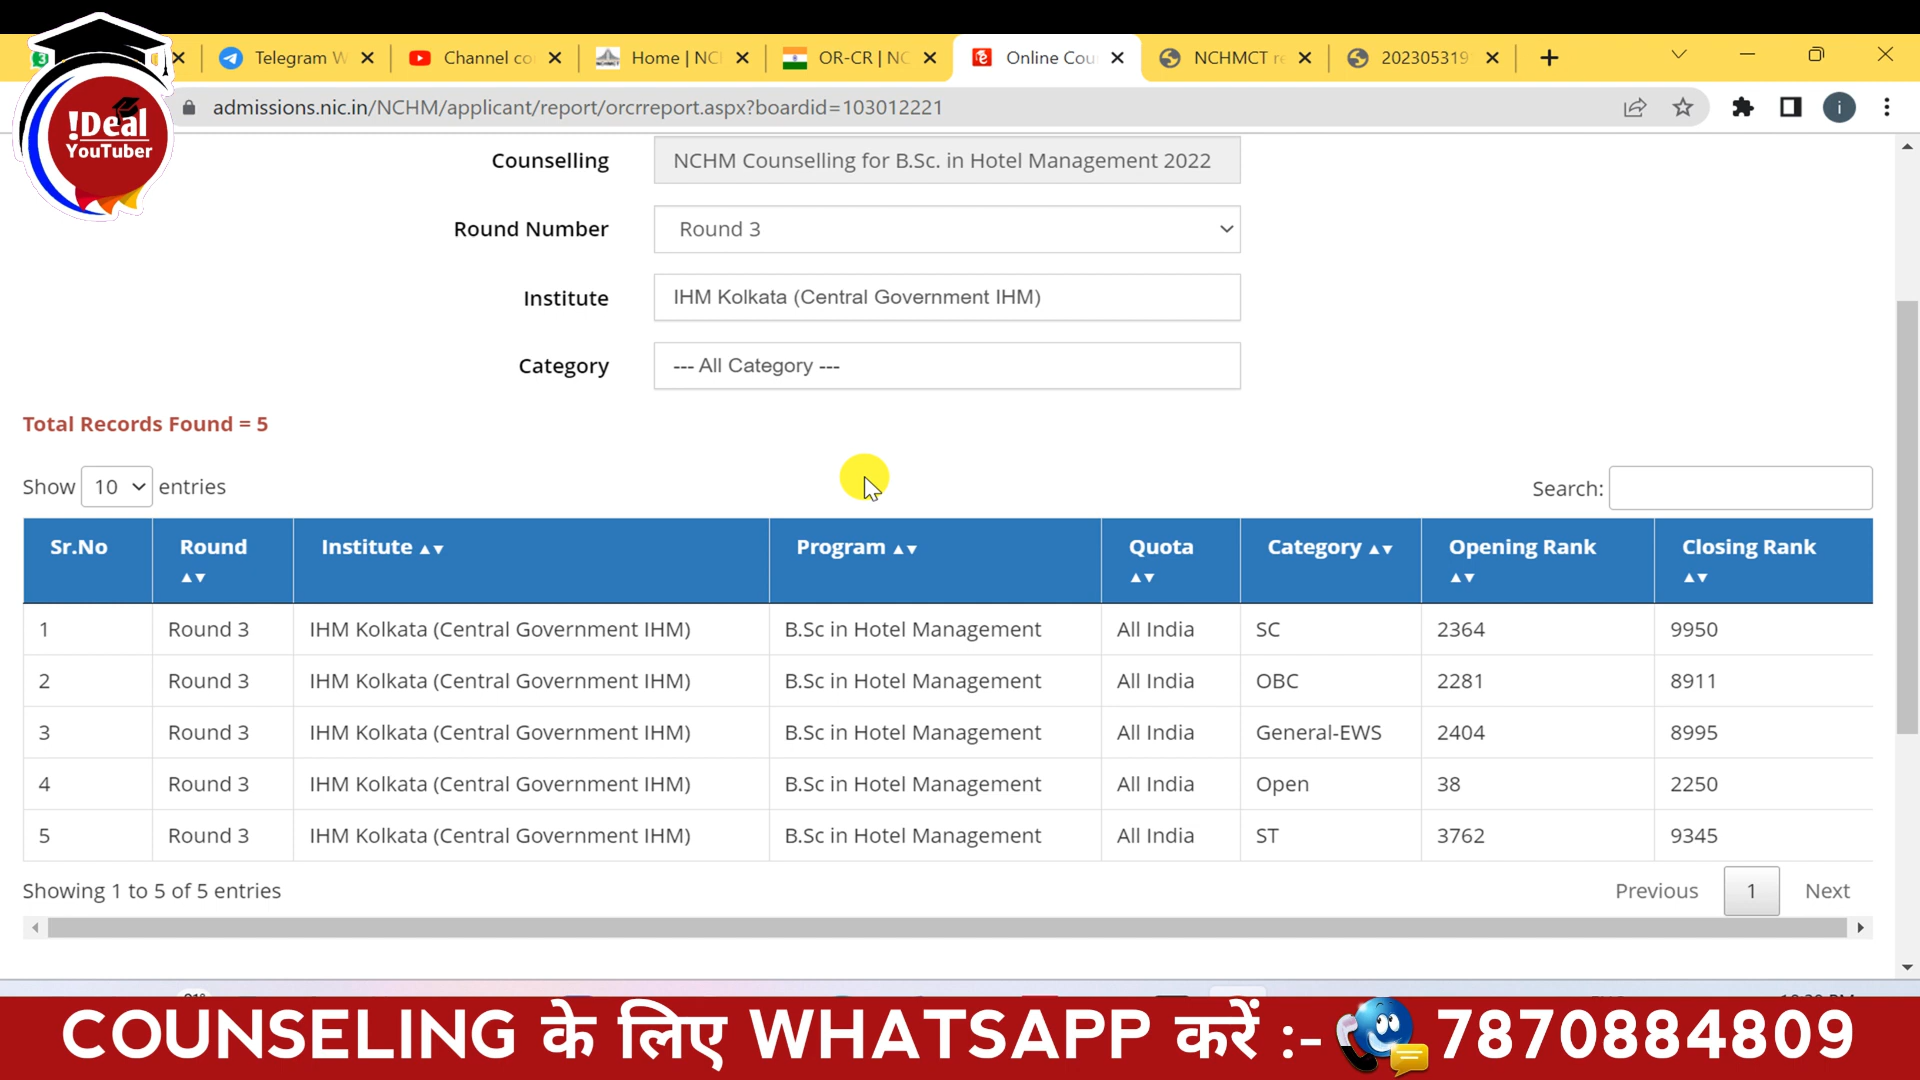 Telegram W
Channel co
Home | NC
OR-CR | NC
Online Cou
NCHMCT re
202305319
!Deal
YouTuber
admissions.nic.in/NCHM/applicant/report/orcrreport.aspx?boardid=103012221
i
Counselling NCHM Counselling for B.Sc. in Hotel Management 2022
Round Number Round 3
Institute IHM Kolkata (Central Government IHM)
Category --- All Category ---
Total Records Found = 5
Show 10 entries Search:
Sr.No Round Institute Program Quota Category Opening Rank Closing Rank
1 Round 3 IHM Kolkata (Central Government IHM) B.Sc in Hotel Management All India SC 2364 9950
2 Round 3 IHM Kolkata (Central Government IHM) B.Sc in Hotel Management All India OBC 2281 8911
3 Round 3 IHM Kolkata (Central Government IHM) B.Sc in Hotel Management All India General-EWS 2404 8995
4 Round 3 IHM Kolkata (Central Government IHM) B.Sc in Hotel Management All India Open 38 2250
5 Round 3 IHM Kolkata (Central Government IHM) B.Sc in Hotel Management All India ST 3762 9345
Showing 1 to 5 of 5 entries Previous 1 Next
COUNSELING के लिए WHATSAPP करें :- 7870884809